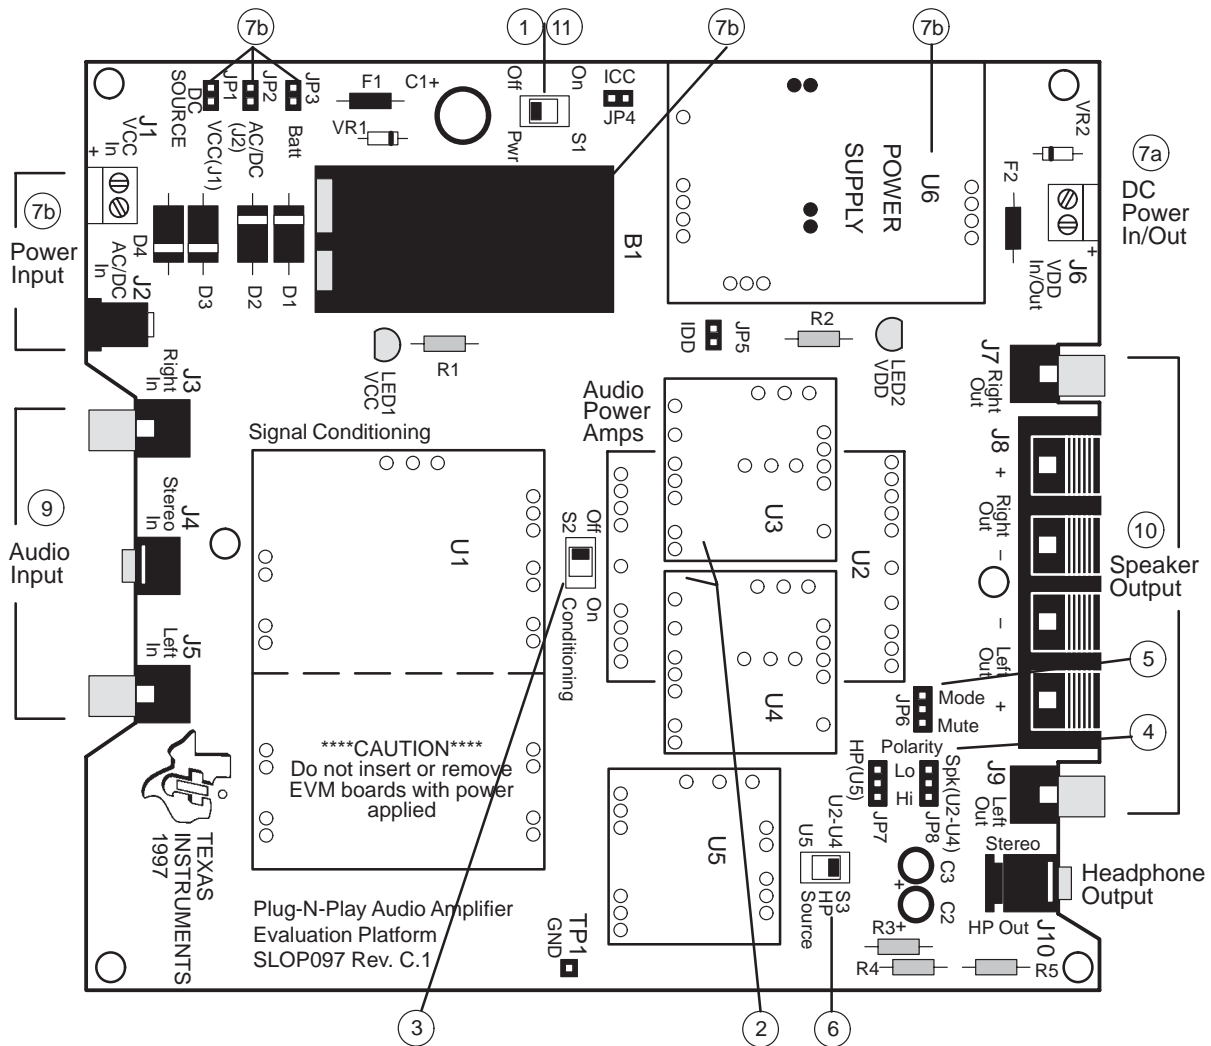 7b
1
11
7b
7b
DC
SOURCE
JP1
VCC(J1)
JP2
AC/DC
(J2)
JP3
Batt
F1
C1+
VR1
Off
On
Pwr
S1
ICC
JP4
J1
VCC
In
+
U6
POWER
SUPPLY
VR2
F2
7a
DC
Power
In/Out
+
J6
VDD
In/Out
7b
Power
Input
D4
AC/DC
In
J2
D3
D2
D1
B1
LED1
VCC
R1
IDD
JP5
R2
LED2
VDD
J3
Right
In
J7
Right
Out
Signal Conditioning
Audio
Power
Amps
9
Audio
Input
J4
Stereo
In
J5
Left
In
U1
S2
Off
On
Conditioning
U3
U2
U4
J8
+
Right
Out
–
–
Left
Out
+
10
Speaker
Output
5
4
JP6
Mode
Mute
Polarity
HP(U5)
Lo
Hi
JP7
Spk(U2-U4)
JP8
J9
Left
Out
****CAUTION****
Do not insert or remove
EVM boards with power
applied
TEXAS
INSTRUMENTS
1997
U5
U5
U2-U4
S3
HP
Source
C3
+
C2
R3+
R4
R5
Stereo
HP Out
J10
Headphone
Output
Plug-N-Play Audio Amplifier
Evaluation Platform
SLOP097 Rev. C.1
TP1
GND
3
2
6